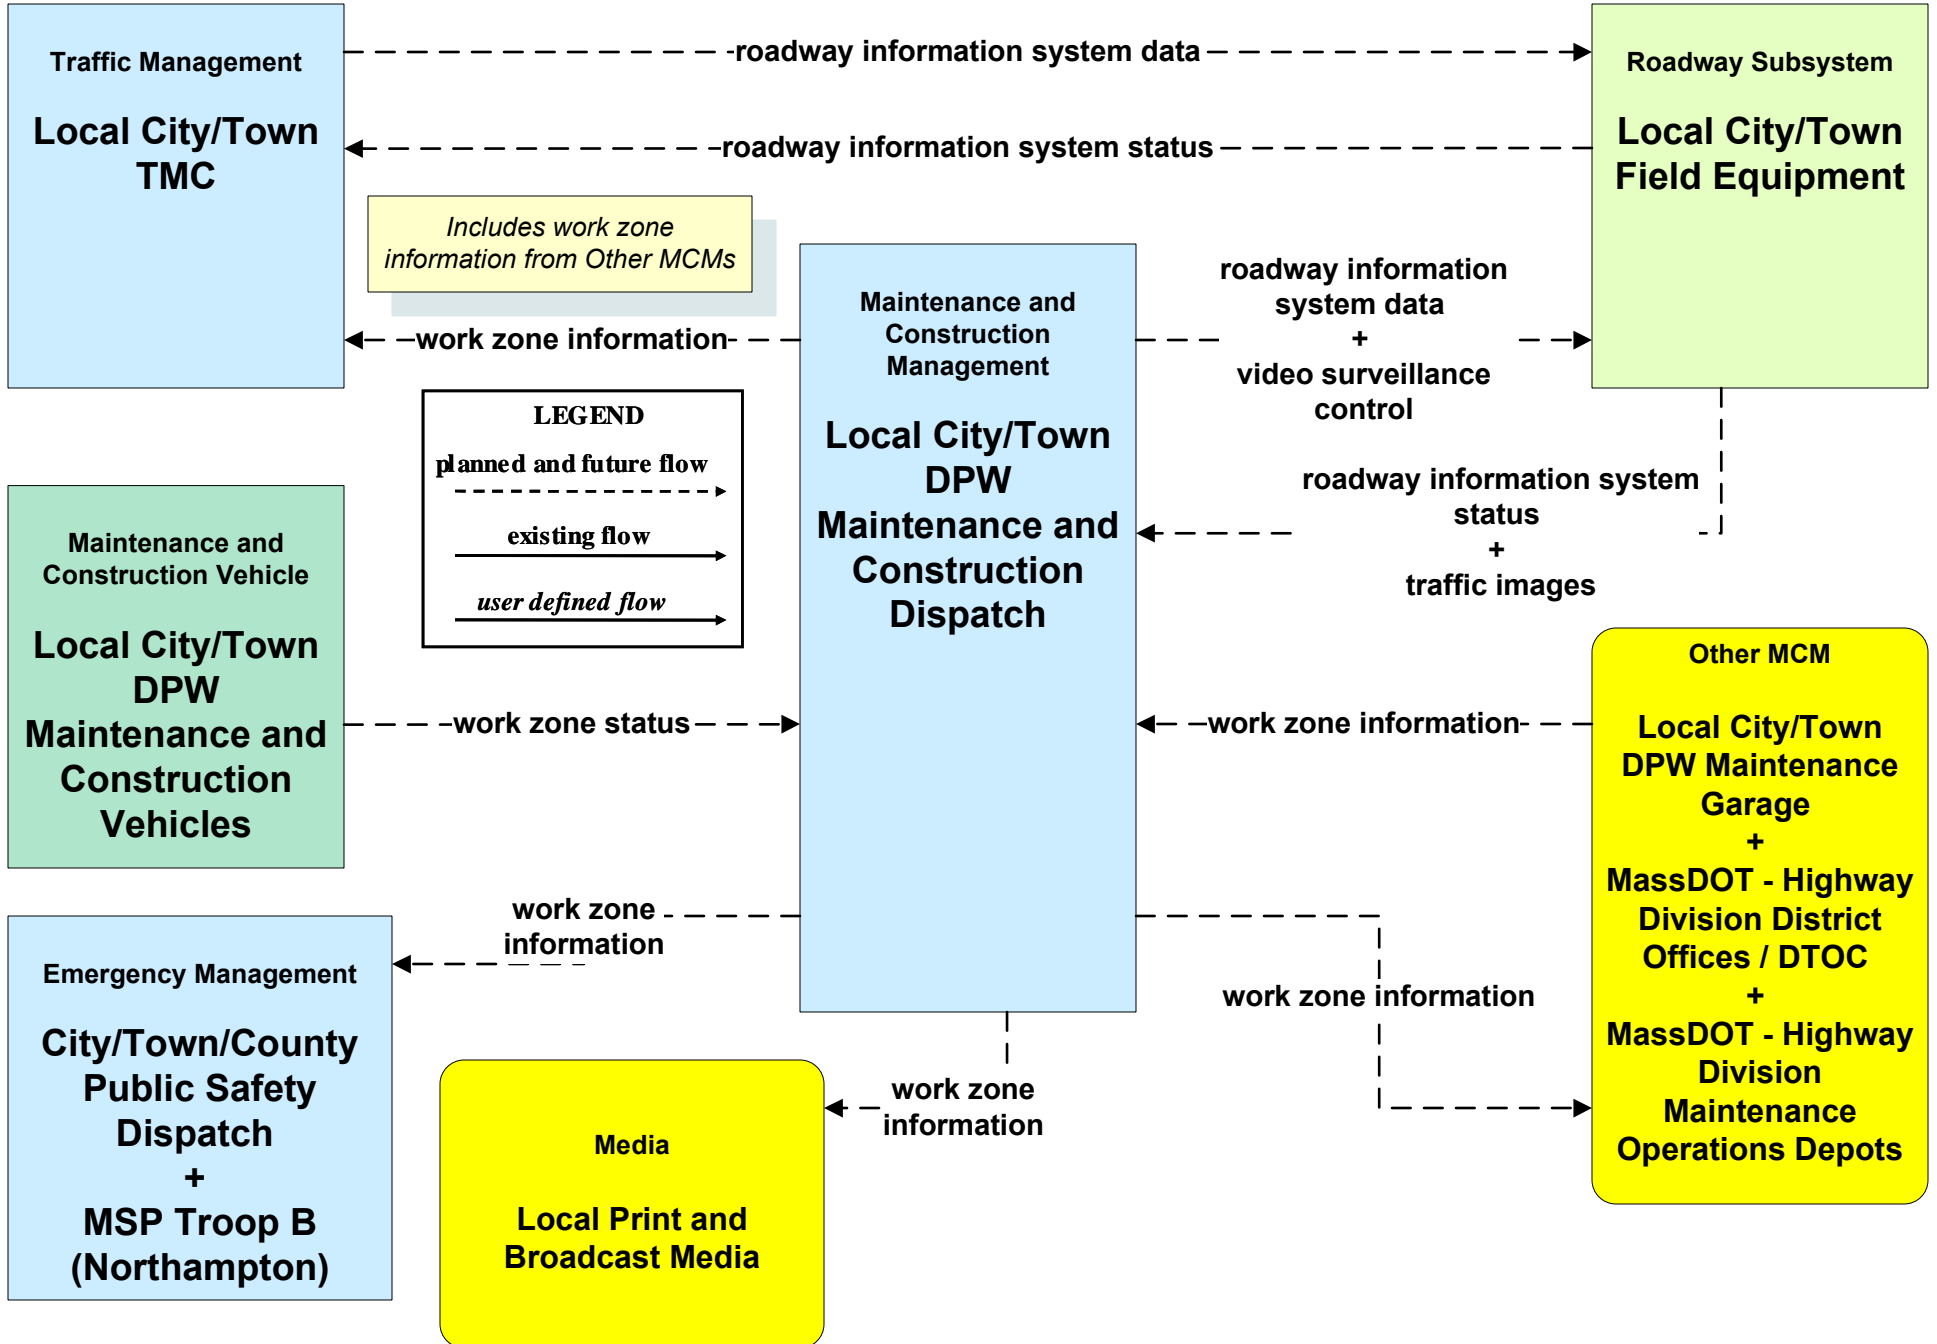 Traffic Management
Local City/Town
TMC
roadway information system data
roadway information system status
Roadway Subsystem
Local City/Town
Field Equipment
Includes work zone
information from Other MCMs
work zone information
Maintenance and
Construction
Management
Local City/Town
DPW
Maintenance and
Construction
Dispatch
roadway information
system data
+
video surveillance
control
roadway information system
status
+
traffic images
LEGEND
planned and future flow
existing flow
user defined flow
Maintenance and
Construction Vehicle
Local City/Town
DPW
Maintenance and
Construction
Vehicles
work zone status
work zone information
Other MCM
Local City/Town
DPW Maintenance
Garage
+
MassDOT - Highway
Division District
Offices / DTOC
+
MassDOT - Highway
Division
Maintenance
Operations Depots
work zone
information
work zone information
Emergency Management
City/Town/County
Public Safety
Dispatch
+
MSP Troop B
(Northampton)
work zone
information
Media
Local Print and
Broadcast Media